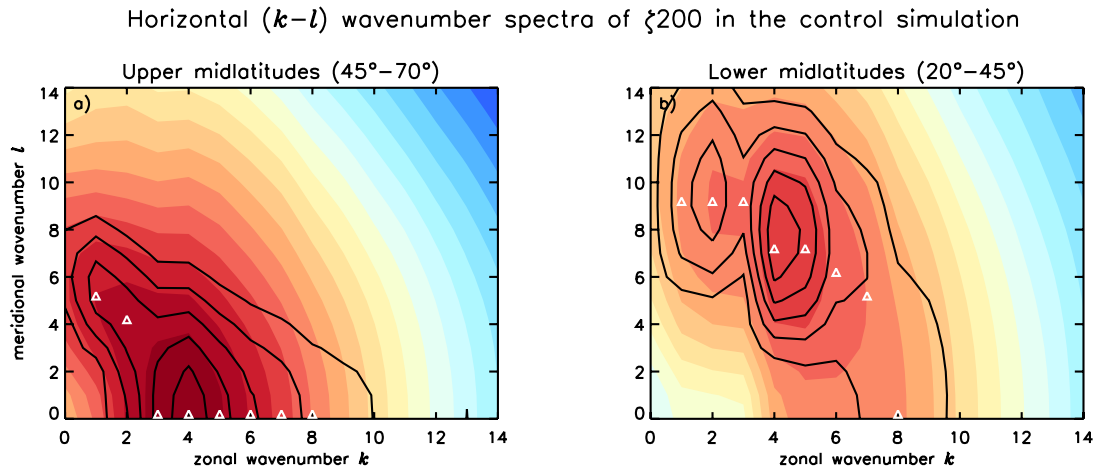 Horizontal (k−l) wavenumber spectra of ζ200 in the control simulation
Upper midlatitudes (45°−70°)
a)
14
12
10
8
6
4
2
0
meridional wavenumber l
0 2 4 6 8 10 12 14
zonal wavenumber k
Lower midlatitudes (20°−45°)
b)
14
12
10
8
6
4
2
0
0 2 4 6 8 10 12 14
zonal wavenumber k